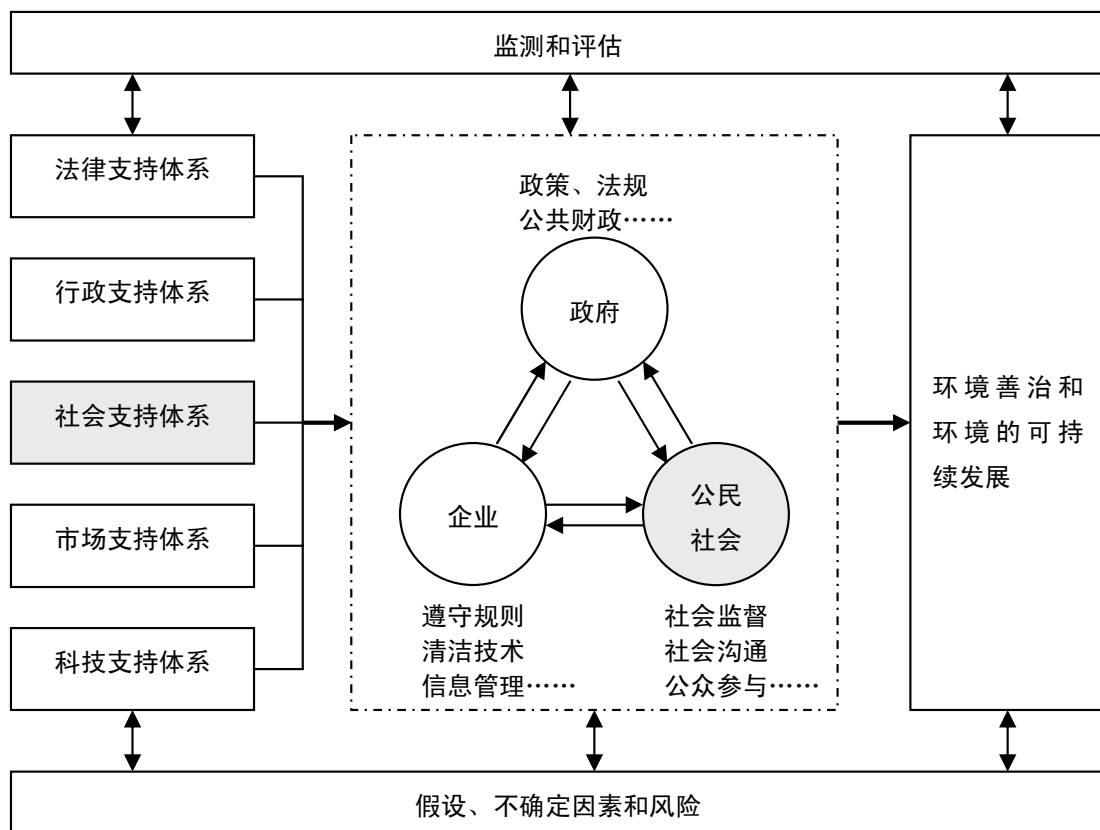 监测和评估
法律支持体系
行政支持体系
社会支持体系
市场支持体系
科技支持体系
政策、法规
公共财政……
政府
企业
公民
社会
遵守规则
清洁技术
信息管理……
社会监督
社会沟通
公众参与……
环境善治和
环境的可持
续发展
假设、不确定因素和风险